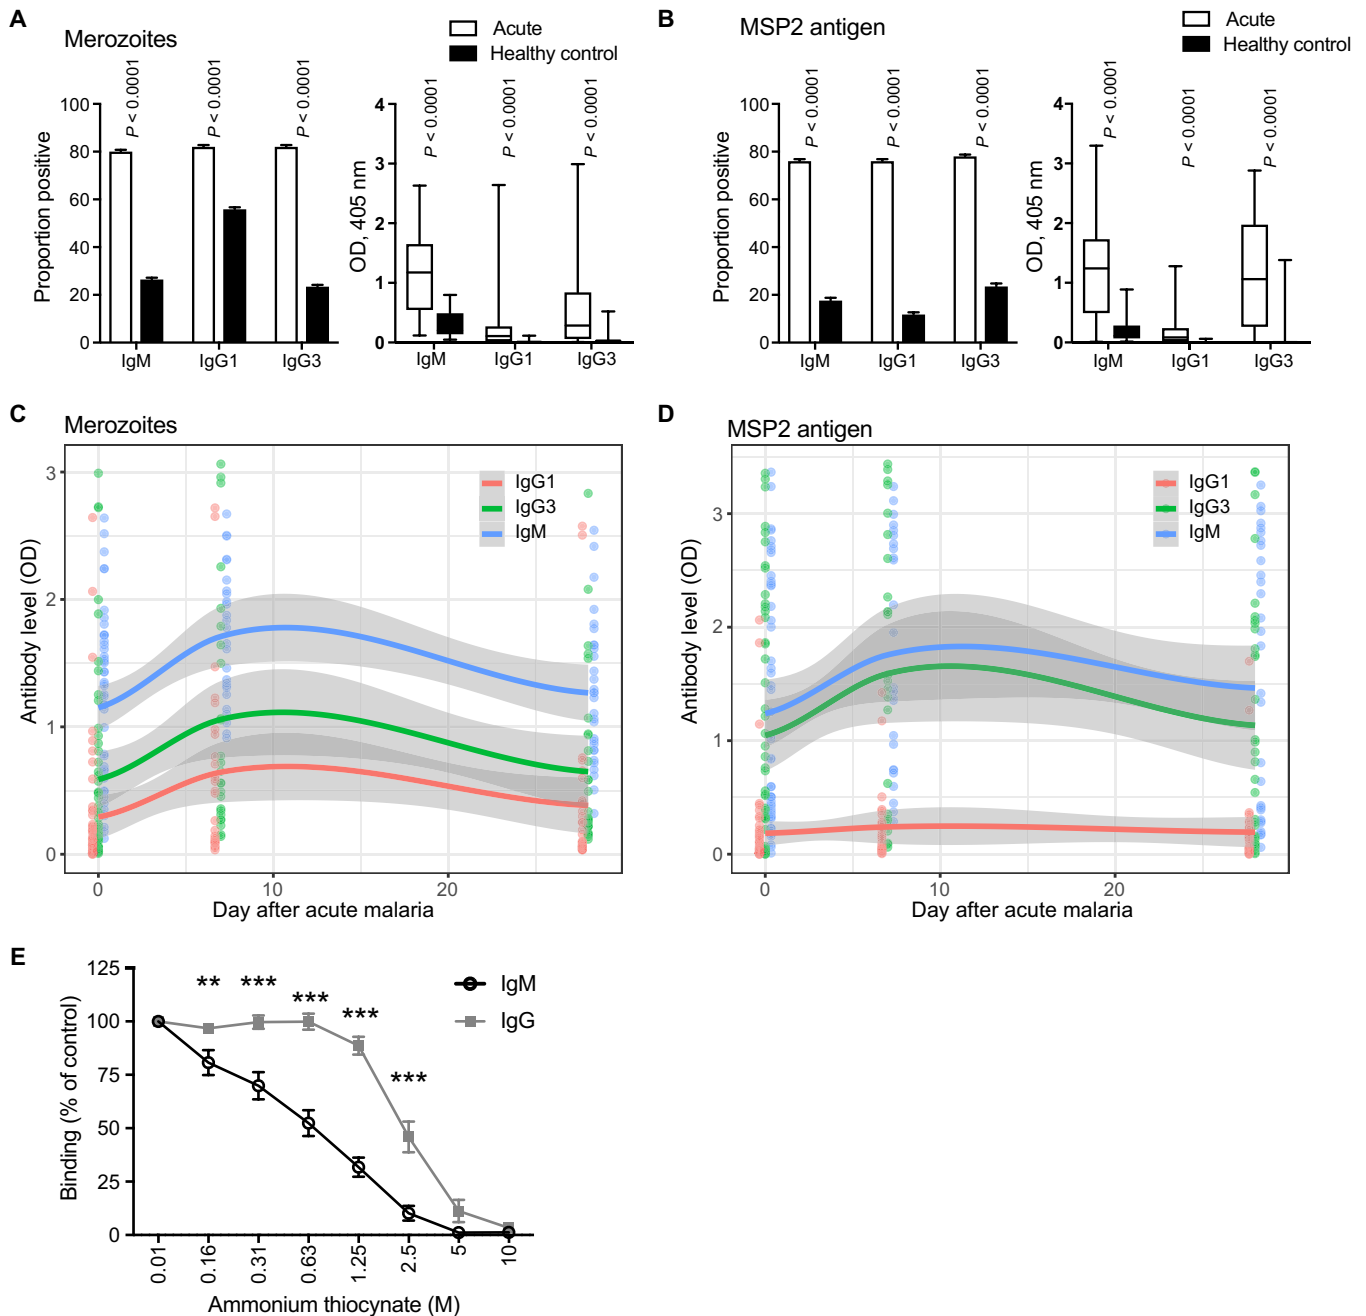 A
Merozoites
Acute
Healthy control
P < 0.0001
P < 0.0001
P < 0.0001
Proportion positive
100
80
60
40
20
0
IgM
IgG1
IgG3
P < 0.0001
P < 0.0001
P < 0.0001
OD, 405 nm
4
3
2
1
0
IgM
IgG1
IgG3
B
MSP2 antigen
Acute
Healthy control
P < 0.0001
P < 0.0001
P < 0.0001
Proportion positive
100
80
60
40
20
0
IgM
IgG1
IgG3
P < 0.0001
P < 0.0001
P < 0.0001
OD, 405 nm
4
3
2
1
0
IgM
IgG1
IgG3
C
Merozoites
IgG1
IgG3
IgM
Antibody level (OD)
3
2
1
0
0
10
20
Day after acute malaria
D
MSP2 antigen
IgG1
IgG3
IgM
Antibody level (OD)
3
2
1
0
0
10
20
Day after acute malaria
E
IgM
IgG
** *** *** *** ***
Binding (% of control)
125
100
75
50
25
0
0.01
0.16
0.31
0.63
1.25
2.5
5
10
Ammonium thiocynate (M)